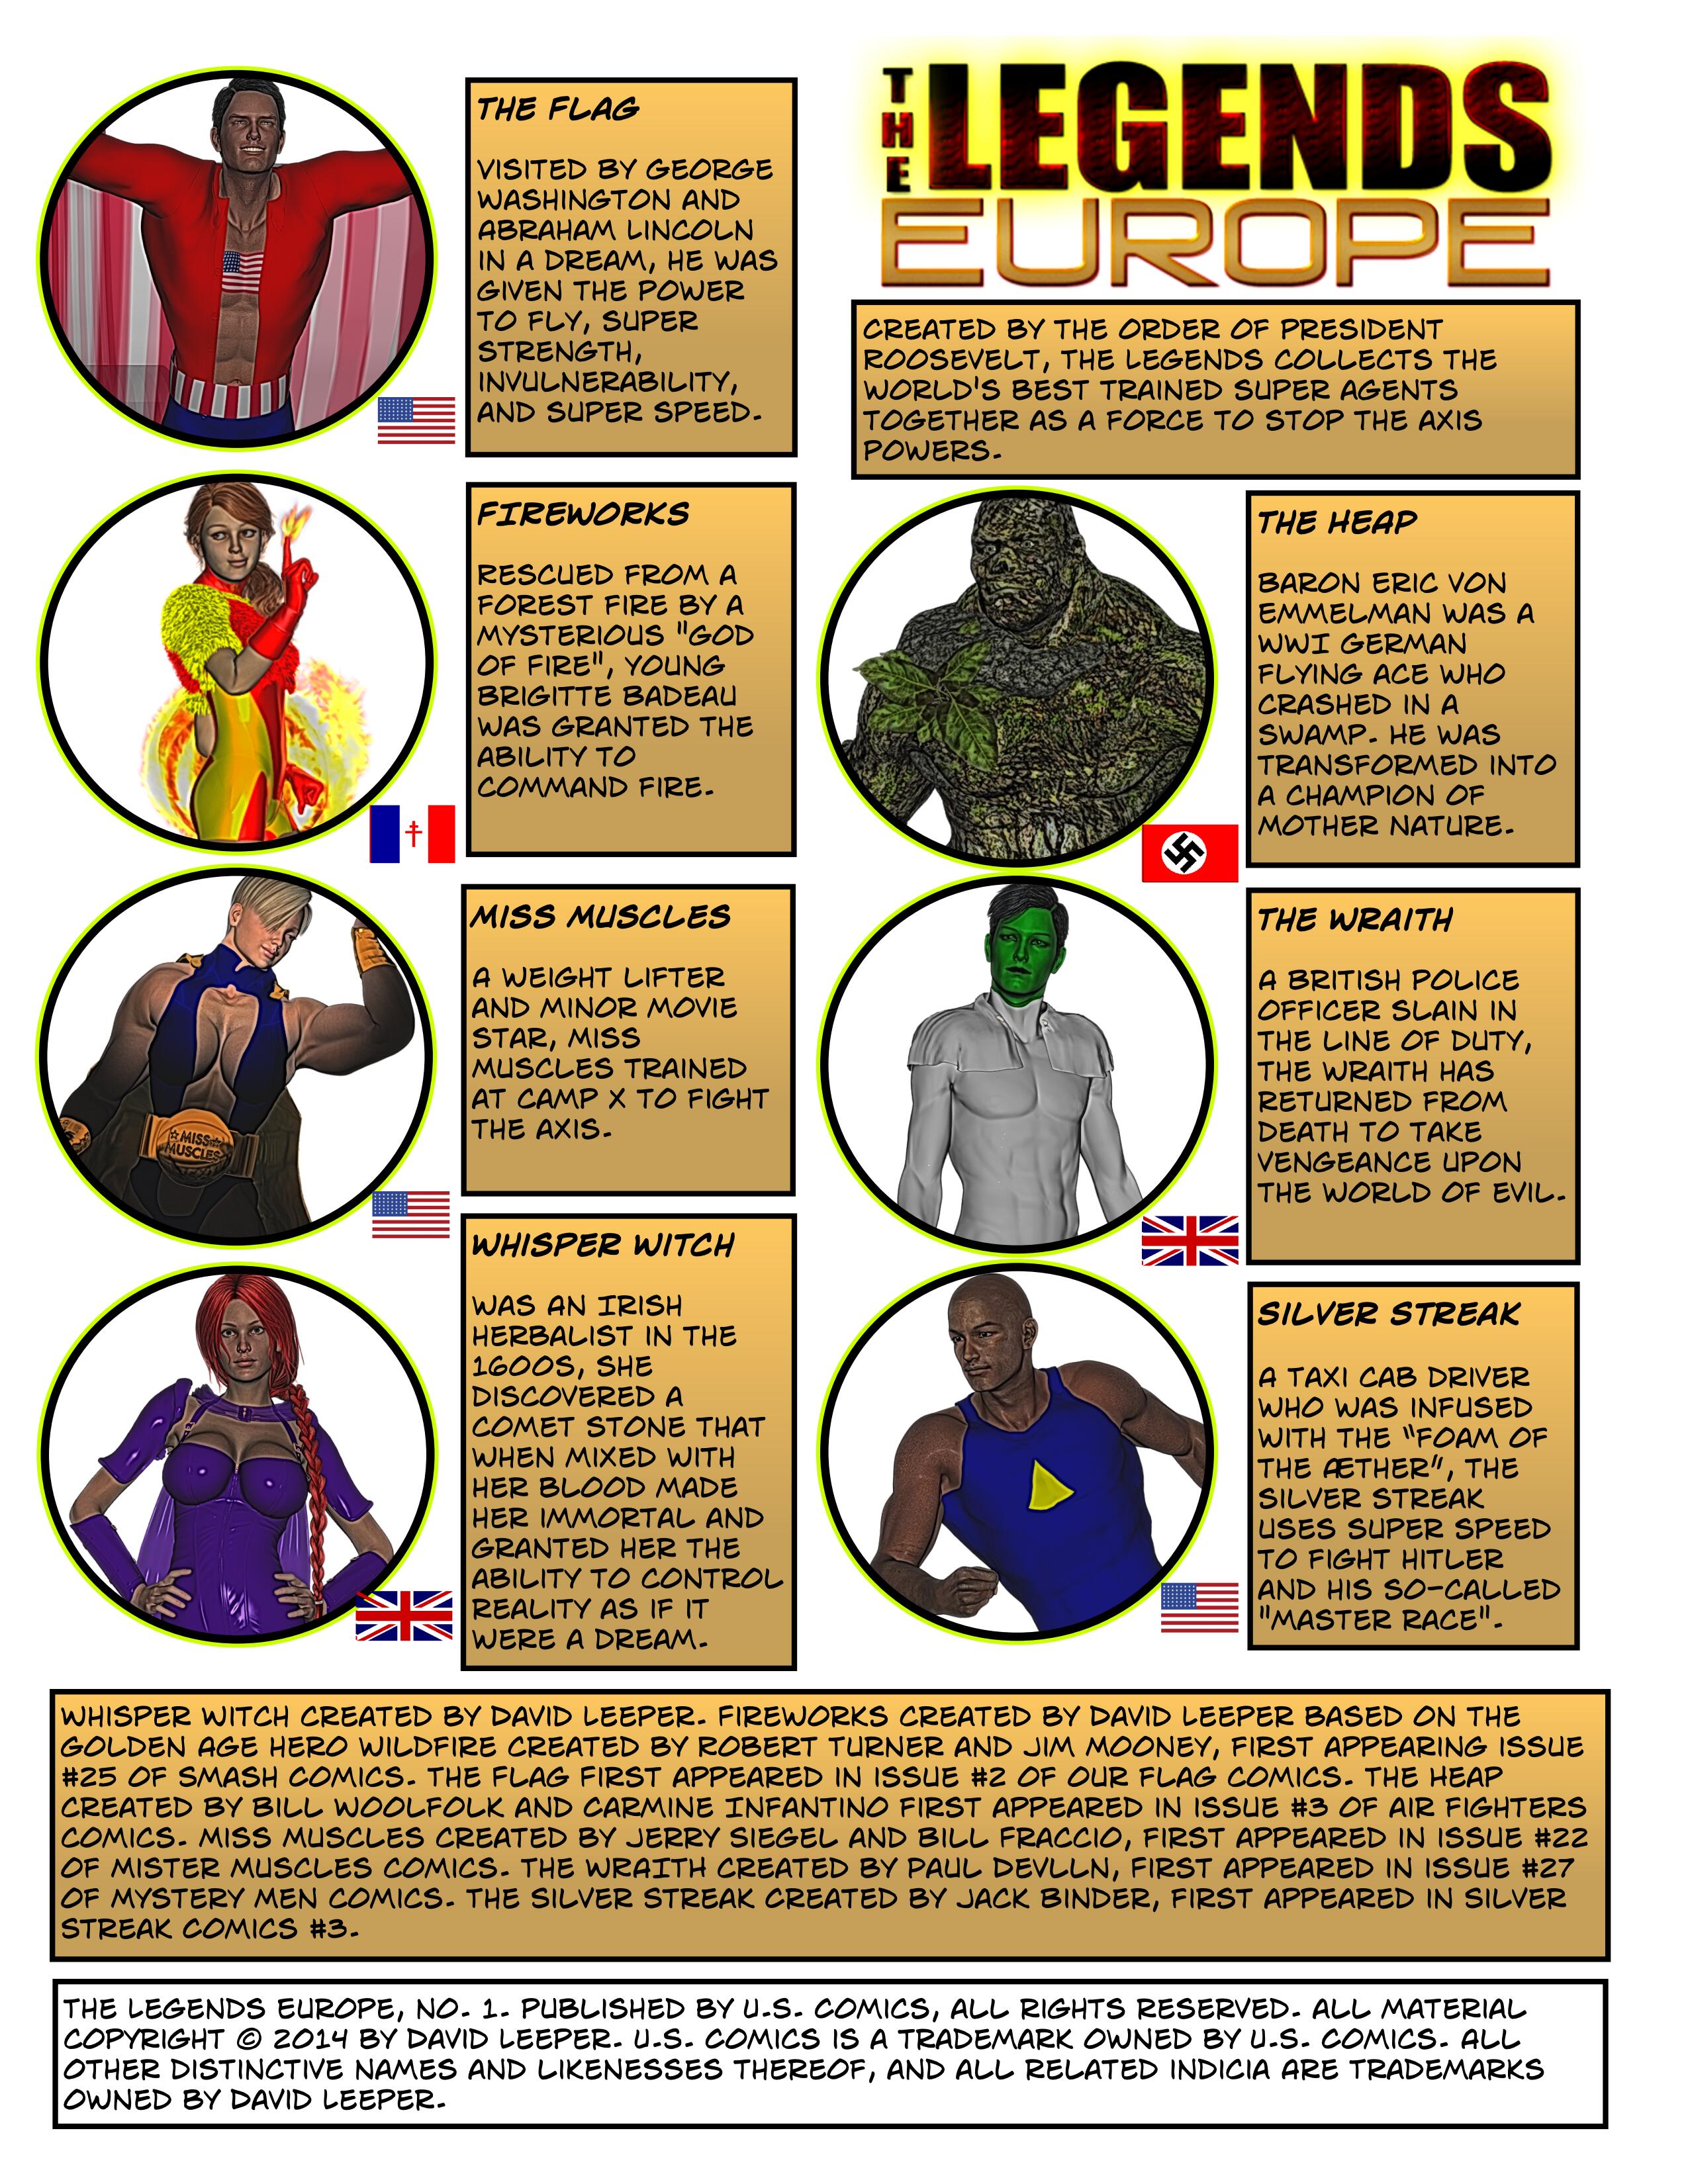 THE LEGENDS
EUROPE
CREATED BY THE ORDER OF PRESIDENT
ROOSEVELT, THE LEGENDS COLLECTS THE
WORLD'S BEST TRAINED SUPER AGENTS
TOGETHER AS A FORCE TO STOP THE AXIS
POWERS.
THE FLAG
VISITED BY GEORGE
WASHINGTON AND
ABRAHAM LINCOLN
IN A DREAM, HE WAS
GIVEN THE POWER
TO FLY, SUPER
STRENGTH,
INVULNERABILITY,
AND SUPER SPEED.
FIREWORKS
RESCUED FROM A
FOREST FIRE BY A
MYSTERIOUS "GOD
OF FIRE", YOUNG
BRIGITTE BADEAU
WAS GRANTED THE
ABILITY TO
COMMAND FIRE.
MISS MUSCLES
A WEIGHT LIFTER
AND MINOR MOVIE
STAR, MISS
MUSCLES TRAINED
AT CAMP X TO FIGHT
THE AXIS.
MISS
MUSCLES
WHISPER WITCH
WAS AN IRISH
HERBALIST IN THE
1600S, SHE
DISCOVERED A
COMET STONE THAT
WHEN MIXED WITH
HER BLOOD MADE
HER IMMORTAL AND
GRANTED HER THE
ABILITY TO CONTROL
REALITY AS IF IT
WERE A DREAM.
THE HEAP
BARON ERIC VON
EMMELMAN WAS A
WWI GERMAN
FLYING ACE WHO
CRASHED IN A
SWAMP. HE WAS
TRANSFORMED INTO
A CHAMPION OF
MOTHER NATURE.
THE WRAITH
A BRITISH POLICE
OFFICER SLAIN IN
THE LINE OF DUTY,
THE WRAITH HAS
RETURNED FROM
DEATH TO TAKE
VENGEANCE UPON
THE WORLD OF EVIL.
SILVER STREAK
A TAXI CAB DRIVER
WHO WAS INFUSED
WITH THE "FOAM OF
THE ÆTHER", THE
SILVER STREAK
USES SUPER SPEED
TO FIGHT HITLER
AND HIS SO-CALLED
"MASTER RACE".
WHISPER WITCH CREATED BY DAVID LEEPER. FIREWORKS CREATED BY DAVID LEEPER BASED ON THE
GOLDEN AGE HERO WILDFIRE CREATED BY ROBERT TURNER AND JIM MOONEY, FIRST APPEARING ISSUE
#25 OF SMASH COMICS. THE FLAG FIRST APPEARED IN ISSUE #2 OF OUR FLAG COMICS. THE HEAP
CREATED BY BILL WOOLFOLK AND CARMINE INFANTINO FIRST APPEARED IN ISSUE #3 OF AIR FIGHTERS
COMICS. MISS MUSCLES CREATED BY JERRY SIEGEL AND BILL FRACCIO, FIRST APPEARED IN ISSUE #22
OF MISTER MUSCLES COMICS. THE WRAITH CREATED BY PAUL DEVLLN, FIRST APPEARED IN ISSUE #27
OF MYSTERY MEN COMICS. THE SILVER STREAK CREATED BY JACK BINDER, FIRST APPEARED IN SILVER
STREAK COMICS #3.
THE LEGENDS EUROPE, NO. 1. PUBLISHED BY U.S. COMICS, ALL RIGHTS RESERVED. ALL MATERIAL
COPYRIGHT © 2014 BY DAVID LEEPER. U.S. COMICS IS A TRADEMARK OWNED BY U.S. COMICS. ALL
OTHER DISTINCTIVE NAMES AND LIKENESSES THEREOF, AND ALL RELATED INDICIA ARE TRADEMARKS
OWNED BY DAVID LEEPER.